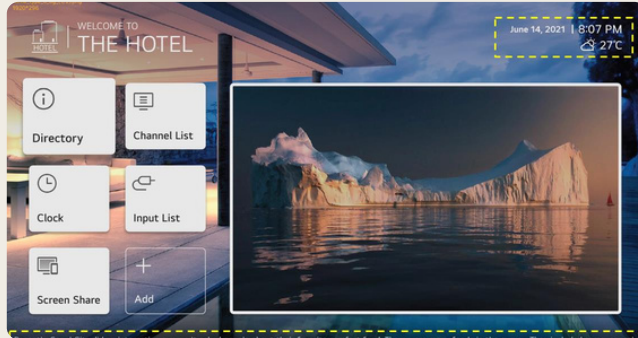 HOTEL
WELCOME TO
THE HOTEL
June 14, 2021 | 8:07 PM
27℃
Directory
Channel List
Clock
Input List
Screen Share
Add